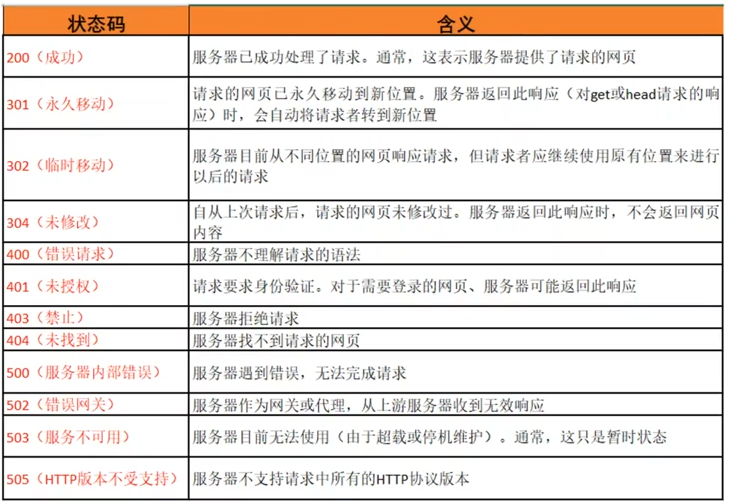 状态码 含义
200（成功） 服务器已成功处理了请求。通常，这表示服务器提供了请求的网页
301（永久移动） 请求的网页已永久移动到新位置。服务器返回此响应（对get或head请求的响
应）时，会自动将请求者转到新位置
302（临时移动） 服务器目前从不同位置的网页响应请求，但请求者应继续使用原有位置来进行
以后的请求
304（未修改） 自从上次请求后，请求的网页未修改过。服务器返回此响应时，不会返回网页
内容
400（错误请求） 服务器不理解请求的语法
401（未授权） 请求要求身份验证。对于需要登录的网页、服务器可能返回此响应
403（禁止） 服务器拒绝请求
404（未找到） 服务器找不到请求的网页
500（服务器内部错误） 服务器遇到错误，无法完成请求
502（错误网关） 服务器作为网关或代理，从上游服务器收到无效响应
503（服务不可用） 服务器目前无法使用（由于超载或停机维护）。通常，这只是暂时状态
505（HTTP版本不受支持） 服务器不支持请求中所有的HTTP协议版本